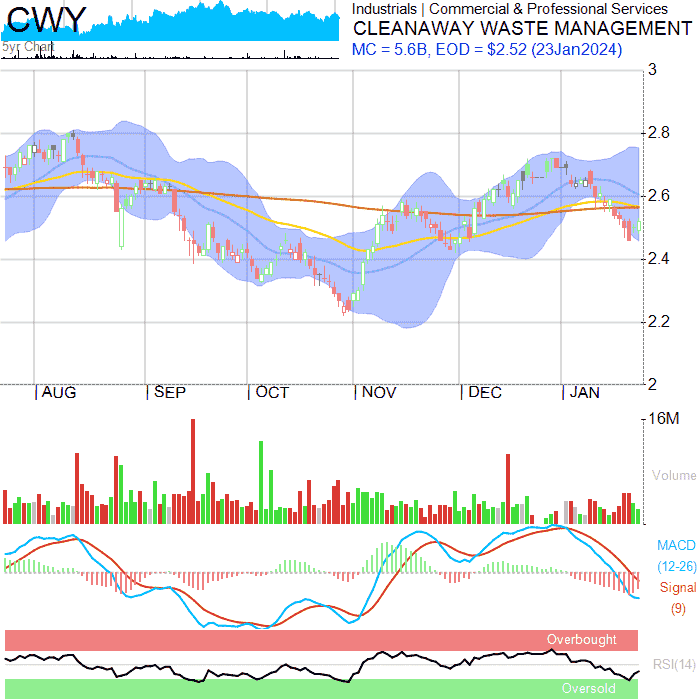 CWY
5yr Chart
Industrials | Commercial & Professional Services
CLEANAWAY WASTE MANAGEMENT
MC = 5.6B, EOD = $2.52 (23Jan2024)
3
2.8
2.6
2.4
2.2
2
| AUG | SEP | OCT | NOV | DEC | JAN
16M
Volume
MACD
(12-26)
Signal
(9)
Overbought
RSI(14)
Oversold